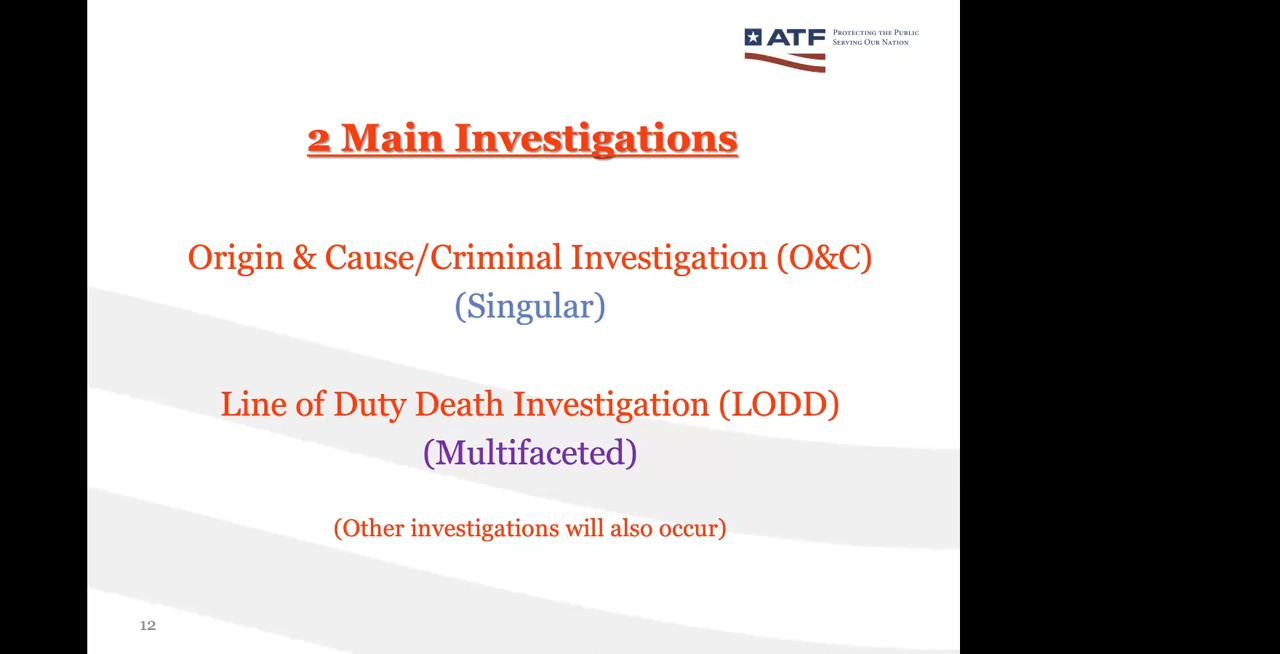 ATF
PROTECTING THE PUBLIC
SERVING OUR NATION
2 Main Investigations
Origin & Cause/Criminal Investigation (O&C)
(Singular)
Line of Duty Death Investigation (LODD)
(Multifaceted)
(Other investigations will also occur)
12